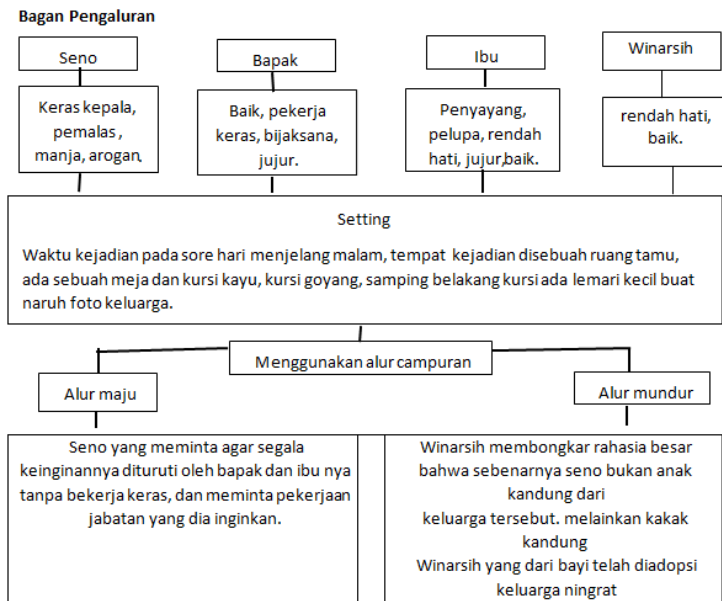 Bagan Pengaluran
Seno
Bapak
Ibu
Winarsih
Keras kepala,
pemalas ,
manja, arogan,
Baik, pekerja
keras, bijaksana,
jujur.
Penyayang,
pelupa, rendah
hati, jujur,baik.
rendah hati,
baik.
Setting
Waktu kejadian pada sore hari menjelang malam, tempat kejadian disebuah ruang tamu,
ada sebuah meja dan kursi kayu, kursi goyang, samping belakang kursi ada lemari kecil buat
naruh foto keluarga.
Menggunakan alur campuran
Alur maju
Alur mundur
Seno yang meminta agar segala
keinginannya dituruti oleh bapak dan ibu nya
tanpa bekerja keras, dan meminta pekerjaan
jabatan yang dia inginkan.
Winarsih membongkar rahasia besar
bahwa sebenarnya seno bukan anak
kandung dari
keluarga tersebut. melainkan kakak
kandung
Winarsih yang dari bayi telah diadopsi
keluarga ningrat